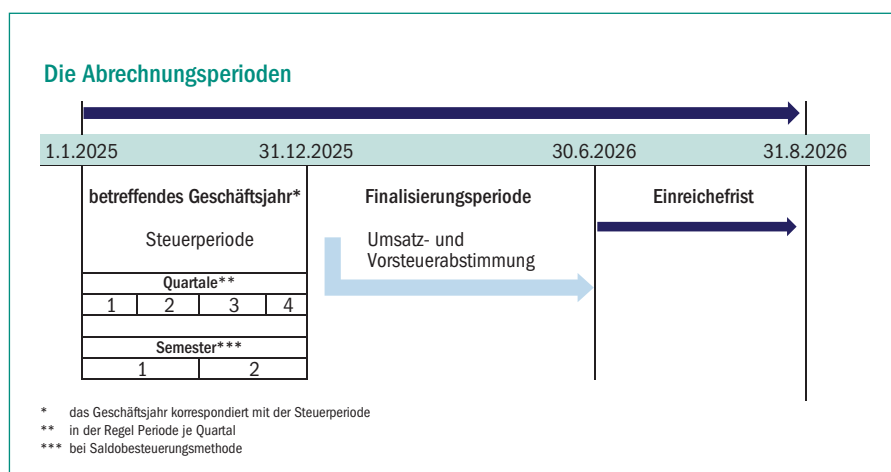 Die Abrechnungsperioden
1.1.2025 31.12.2025 30.6.2026 31.8.2026
betreffendes Geschäftsjahr* Finalisierungsperiode Einreichefrist
Steuerperiode Umsatz- und
Vorsteuerabstimmung
Quartale**
1 2 3 4
Semester***
1 2
* das Geschäftsjahr korrespondiert mit der Steuerperiode
** in der Regel Periode je Quartal
*** bei Saldobesteuerungsmethode